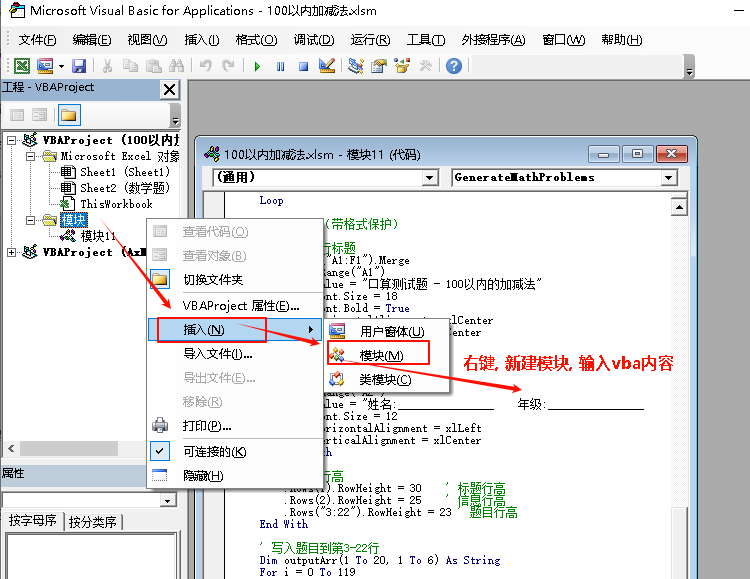 Microsoft Visual Basic for Applications - 100以内加减法.xlsm
文件(F) 编辑(E) 视图(V) 插入(I) 格式(O) 调试(D) 运行(R) 工具(T) 外接程序(A) 窗口(W) 帮助(H)
工程 - VBAProject
VBAProject (100以内加
Microsoft Excel 对象
Sheet1 (Sheet1)
Sheet2 (数学题)
ThisWorkbook
模块
模块11
VBAProject (AxM
属性
按字母序 按分类序
查看代码(O)
查看对象(B)
切换文件夹
VBAProject 属性(E)...
插入(N)
导入文件(I)...
导出文件(E)...
移除(R)
打印(P)...
可连接的(K)
隐藏(H)
用户窗体(U)
模块(M)
类模块(C)
右键, 新建模块, 输入vba内容
100以内加减法.xlsm - 模块11 (代码)
(通用) GenerateMathProblems
Loop
(带格式保护)
行标题
"A1:F1").Merge
Range("A1")
Value = "口算测试题 - 100以内的加减法"
ont.Size = 18
ont.Bold = True
xlCenter
lCenter
Value = "姓名:______________ 年级:______________
ont.Size = 12
orizontalAlignment = xlLeft
erticalAlignment = xlCenter
行高
.Rows(1).RowHeight = 30 ' 标题行高
.Rows(2).RowHeight = 25 ' 信息行高
.Rows("3:22").RowHeight = 23 ' 题目行高
End With
' 写入题目到第3-22行
Dim outputArr(1 To 20, 1 To 6) As String
For i = 0 To 119